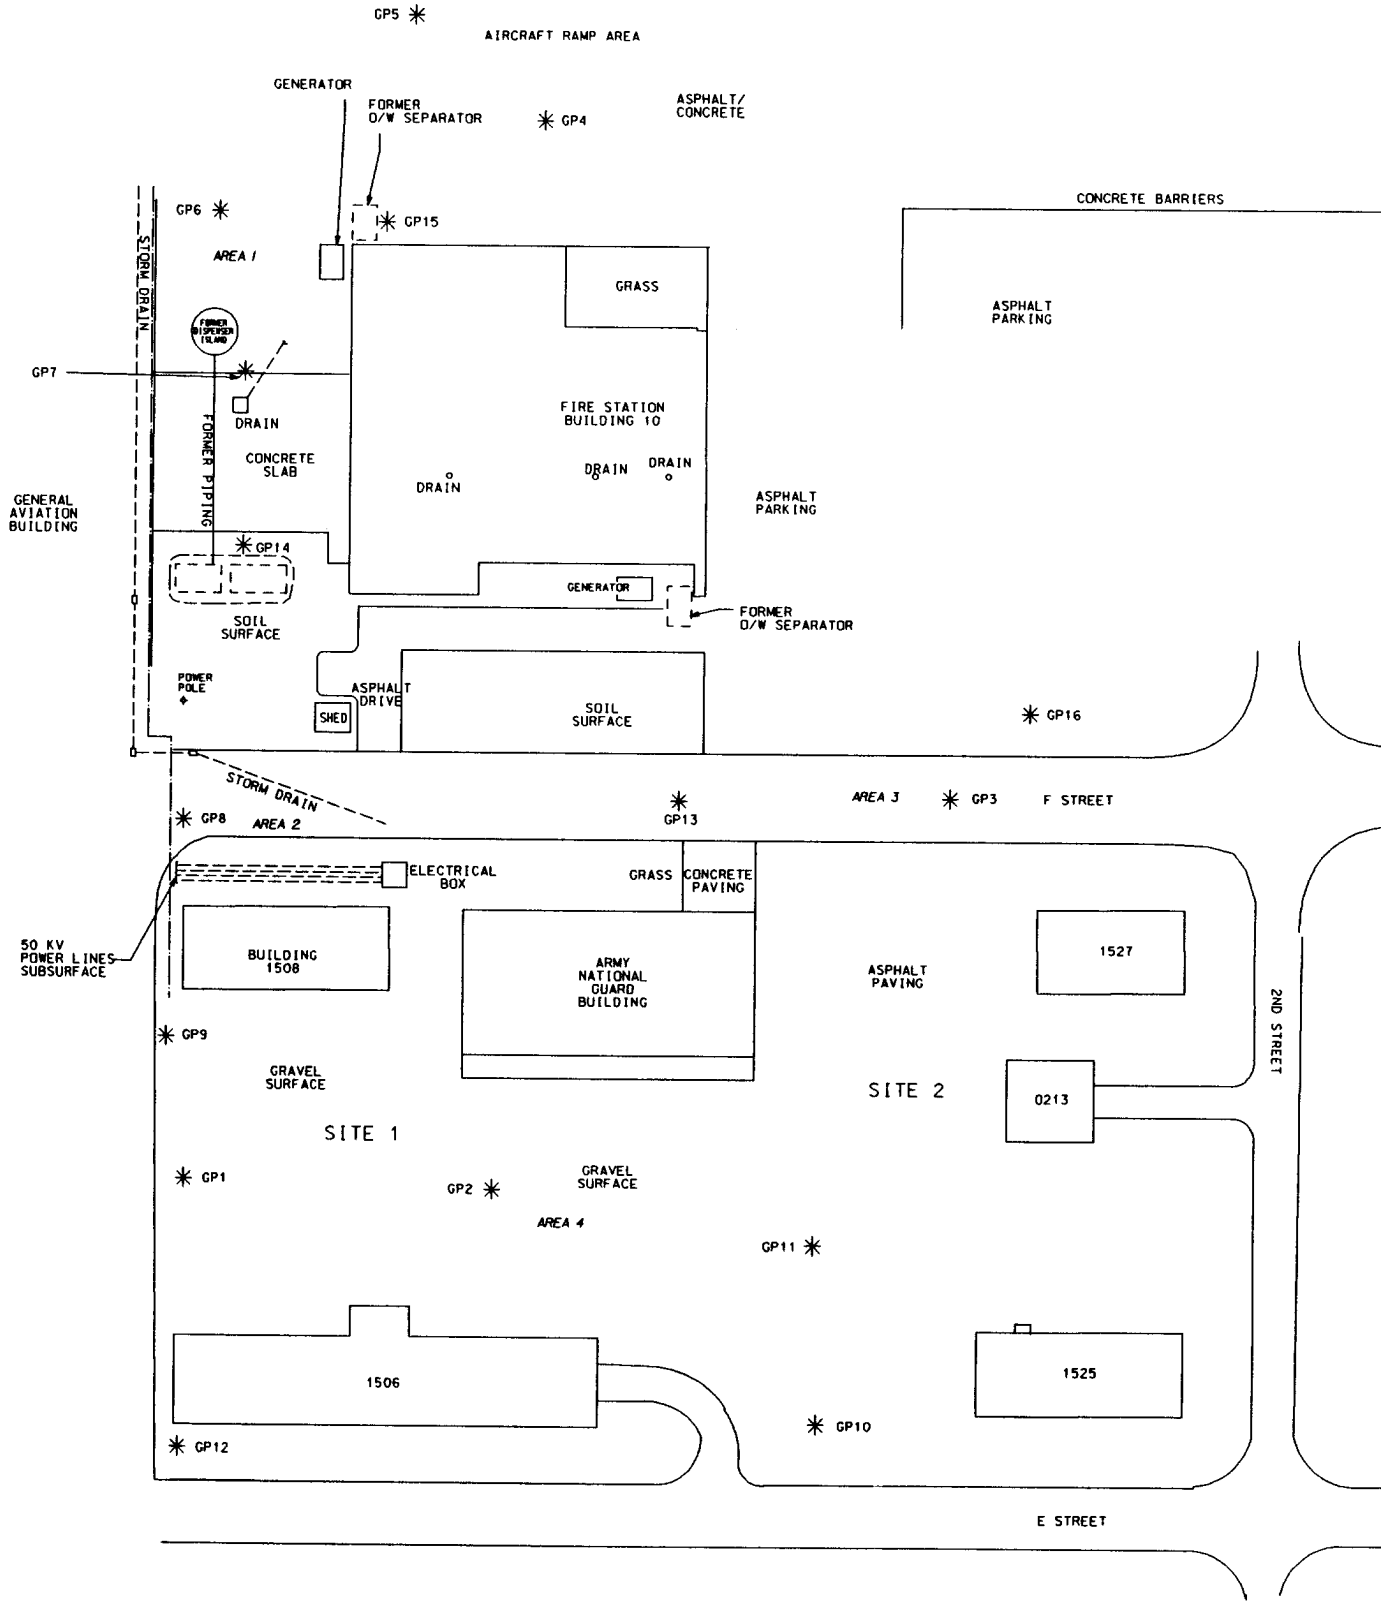 GP5
AIRCRAFT RAMP AREA
GENERATOR
FORMER
O/W SEPARATOR
ASPHALT/
CONCRETE
GP4
CONCRETE BARRIERS
GP6
GP15
AREA 1
STORM DRAIN
GRASS
ASPHALT
PARKING
FORMER
DISPENSER
ISLAND
GP7
FIRE STATION
BUILDING 10
DRAIN
FORMER PIPING
CONCRETE
SLAB
DRAIN
DRAIN
DRAIN
GENERAL
AVIATION
BUILDING
ASPHALT
PARKING
GP14
GENERATOR
FORMER
O/W SEPARATOR
SOIL
SURFACE
POWER
POLE
ASPHALT
DRIVE
SHED
SOIL
SURFACE
GP16
STORM DRAIN
AREA 3
GP3
F STREET
GP8
AREA 2
GP13
ELECTRICAL
BOX
GRASS
CONCRETE
PAVING
50 KV
POWER LINES
SUBSURFACE
BUILDING
1508
ARMY
NATIONAL
GUARD
BUILDING
ASPHALT
PAVING
1527
2ND STREET
GP9
GRAVEL
SURFACE
SITE 2
0213
SITE 1
GP1
GP2
GRAVEL
SURFACE
AREA 4
GP11
1506
1525
GP10
GP12
E STREET